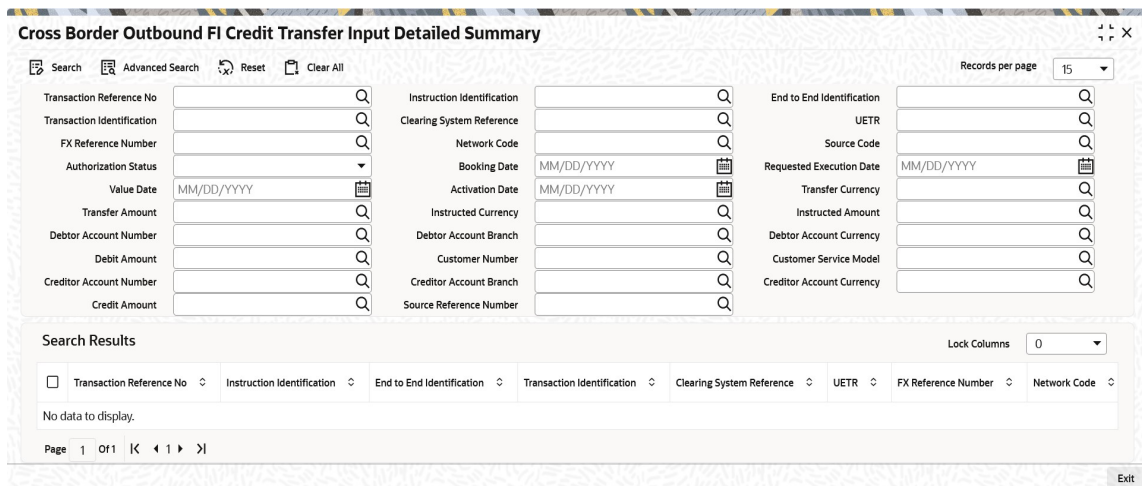 Cross Border Outbound FI Credit Transfer Input Detailed Summary
Search Advanced Search Reset Clear All Records per page 15
Transaction Reference No Instruction Identification End to End Identification
Transaction Identification Clearing System Reference UETR
FX Reference Number Network Code Source Code
Authorization Status Booking Date MM/DD/YYYY Requested Execution Date MM/DD/YYYY
Value Date MM/DD/YYYY Activation Date MM/DD/YYYY Transfer Currency
Transfer Amount Instructed Currency Instructed Amount
Debtor Account Number Debtor Account Branch Debtor Account Currency
Debit Amount Customer Number Customer Service Model
Creditor Account Number Creditor Account Branch Creditor Account Currency
Credit Amount Source Reference Number
Search Results Lock Columns 0
Transaction Reference No Instruction Identification End to End Identification Transaction Identification Clearing System Reference UETR FX Reference Number Network Code
No data to display.
Page 1 Of 1 1
Exit